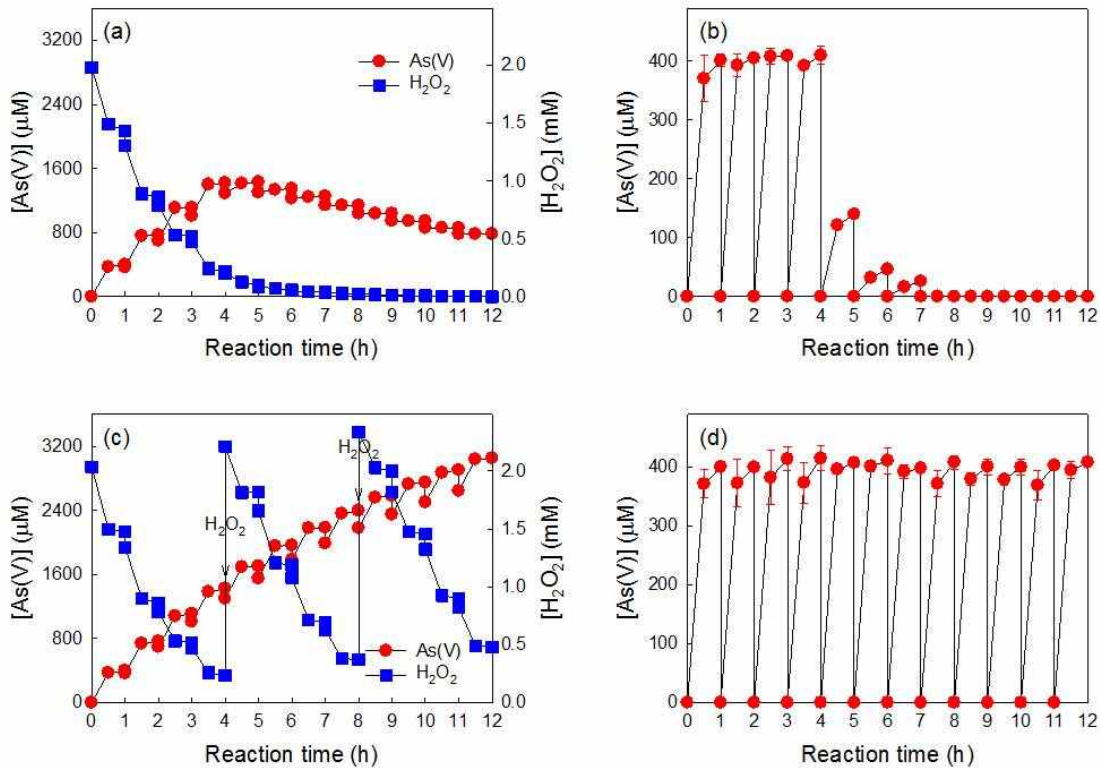 (a)
[As(V)] (μM)
3200
2400
1600
800
0
As(V)
H₂O₂
2.0
1.5
1.0
0.5
0.0
[H₂O₂] (mM)
0 1 2 3 4 5 6 7 8 9 10 11 12
Reaction time (h)
(b)
[As(V)] (μM)
400
300
200
100
0
0 1 2 3 4 5 6 7 8 9 10 11 12
Reaction time (h)
(c)
[As(V)] (μM)
3200
2400
1600
800
0
H₂O₂
H₂O₂
As(V)
H₂O₂
2.0
1.5
1.0
0.5
0.0
[H₂O₂] (mM)
0 1 2 3 4 5 6 7 8 9 10 11 12
Reaction time (h)
(d)
[As(V)] (μM)
400
300
200
100
0
0 1 2 3 4 5 6 7 8 9 10 11 12
Reaction time (h)